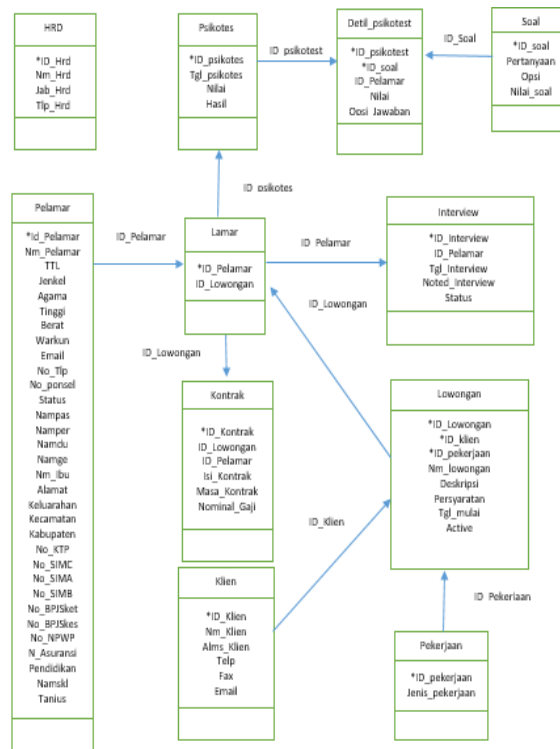 HRD
*ID_Hrd
Nm_Hrd
Jab_Hrd
Tlp_Hrd
Psikotes
*ID_psikotes
Tgl_psikotes
Nilai
Hasil
ID_psikotest
Detil_psikotest
*ID_psikotest
*ID_soal
ID_Pelamar
Nilai
Opsi_Jawaban
ID_Soal
Soal
*ID_soal
Pertanyaan
Opsi
Nilai_soal
ID_psikotes
Pelamar
*Id_Pelamar
Nm_Pelamar
TTL
Jenkel
Agama
Tinggi
Berat
Warkun
Email
No_Tlp
No_ponsel
Status
Nampas
Namper
Namdu
Namge
Nm_Ibu
Alamat
Keluarahan
Kecamatan
Kabupaten
No_KTP
No_SIMC
No_SIMA
No_SIMB
No_BPJSket
No_BPJSkes
No_NPWP
N_Asuransi
Pendidikan
Namskl
Tanius
ID_Pelamar
Lamar
*ID_Pelamar
ID_Lowongan
ID_Pelamar
Interview
*ID_Interview
ID_Pelamar
Tgl_Interview
Noted_Interview
Status
ID_Lowongan
ID_Lowongan
Kontrak
*ID_Kontrak
ID_Lowongan
ID_Pelamar
Isi_Kontrak
Masa_Kontrak
Nominal_Gaji
Lowongan
*ID_Lowongan
*ID_klien
*ID_pekerjaan
Nm_lowongan
Deskripsi
Persyaratan
Tgl_mulai
Active
ID_Klien
Klien
*ID_Klien
Nm_Klien
Alms_Klien
Telp
Fax
Email
ID_Pekerjaan
Pekerjaan
*ID_pekerjaan
Jenis_pekerjaan